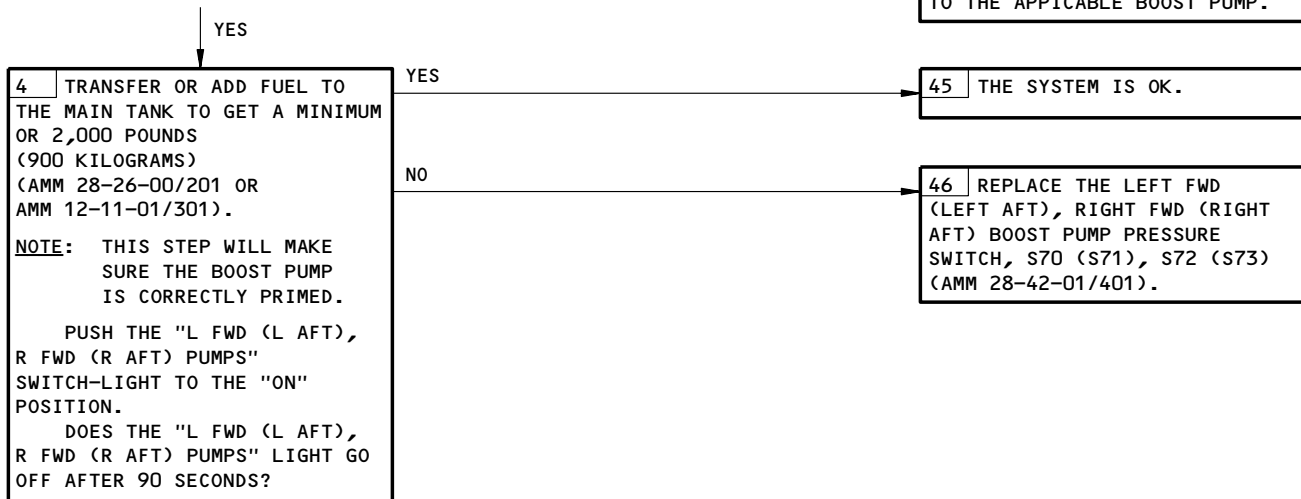 TO THE APPICABLE BOOST PUMP.
YES
4 TRANSFER OR ADD FUEL TO
THE MAIN TANK TO GET A MINIMUM
OR 2,000 POUNDS
(900 KILOGRAMS)
(AMM 28-26-00/201 OR
AMM 12-11-01/301).
NOTE: THIS STEP WILL MAKE
SURE THE BOOST PUMP
IS CORRECTLY PRIMED.
PUSH THE "L FWD (L AFT),
R FWD (R AFT) PUMPS"
SWITCH-LIGHT TO THE "ON"
POSITION.
DOES THE "L FWD (L AFT),
R FWD (R AFT) PUMPS" LIGHT GO
OFF AFTER 90 SECONDS?
YES
45 THE SYSTEM IS OK.
NO
46 REPLACE THE LEFT FWD
(LEFT AFT), RIGHT FWD (RIGHT
AFT) BOOST PUMP PRESSURE
SWITCH, S70 (S71), S72 (S73)
(AMM 28-42-01/401).